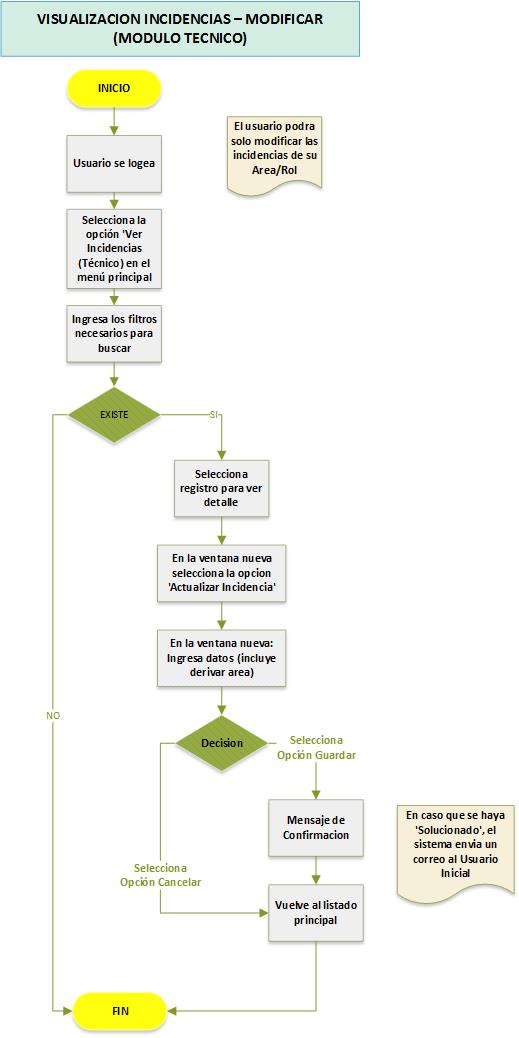 VISUALIZACION INCIDENCIAS – MODIFICAR
(MODULO TECNICO)
INICIO
Usuario se logea
El usuario podra
solo modificar las
incidencias de su
Area/Rol
Selecciona la
opción 'Ver
Incidencias
(Técnico) en el
menú principal
Ingresa los filtros
necesarios para
buscar
EXISTE
SI
Selecciona
registro para ver
detalle
En la ventana nueva
selecciona la opcion
'Actualizar Incidencia'
En la ventana nueva:
Ingresa datos (incluye
derivar area)
NO
Decision
Selecciona
Opción Guardar
Mensaje de
Confirmacion
En caso que se haya
'Solucionado', el
sistema envia un
correo al Usuario
Inicial
Selecciona
Opción Cancelar
Vuelve al listado
principal
FIN